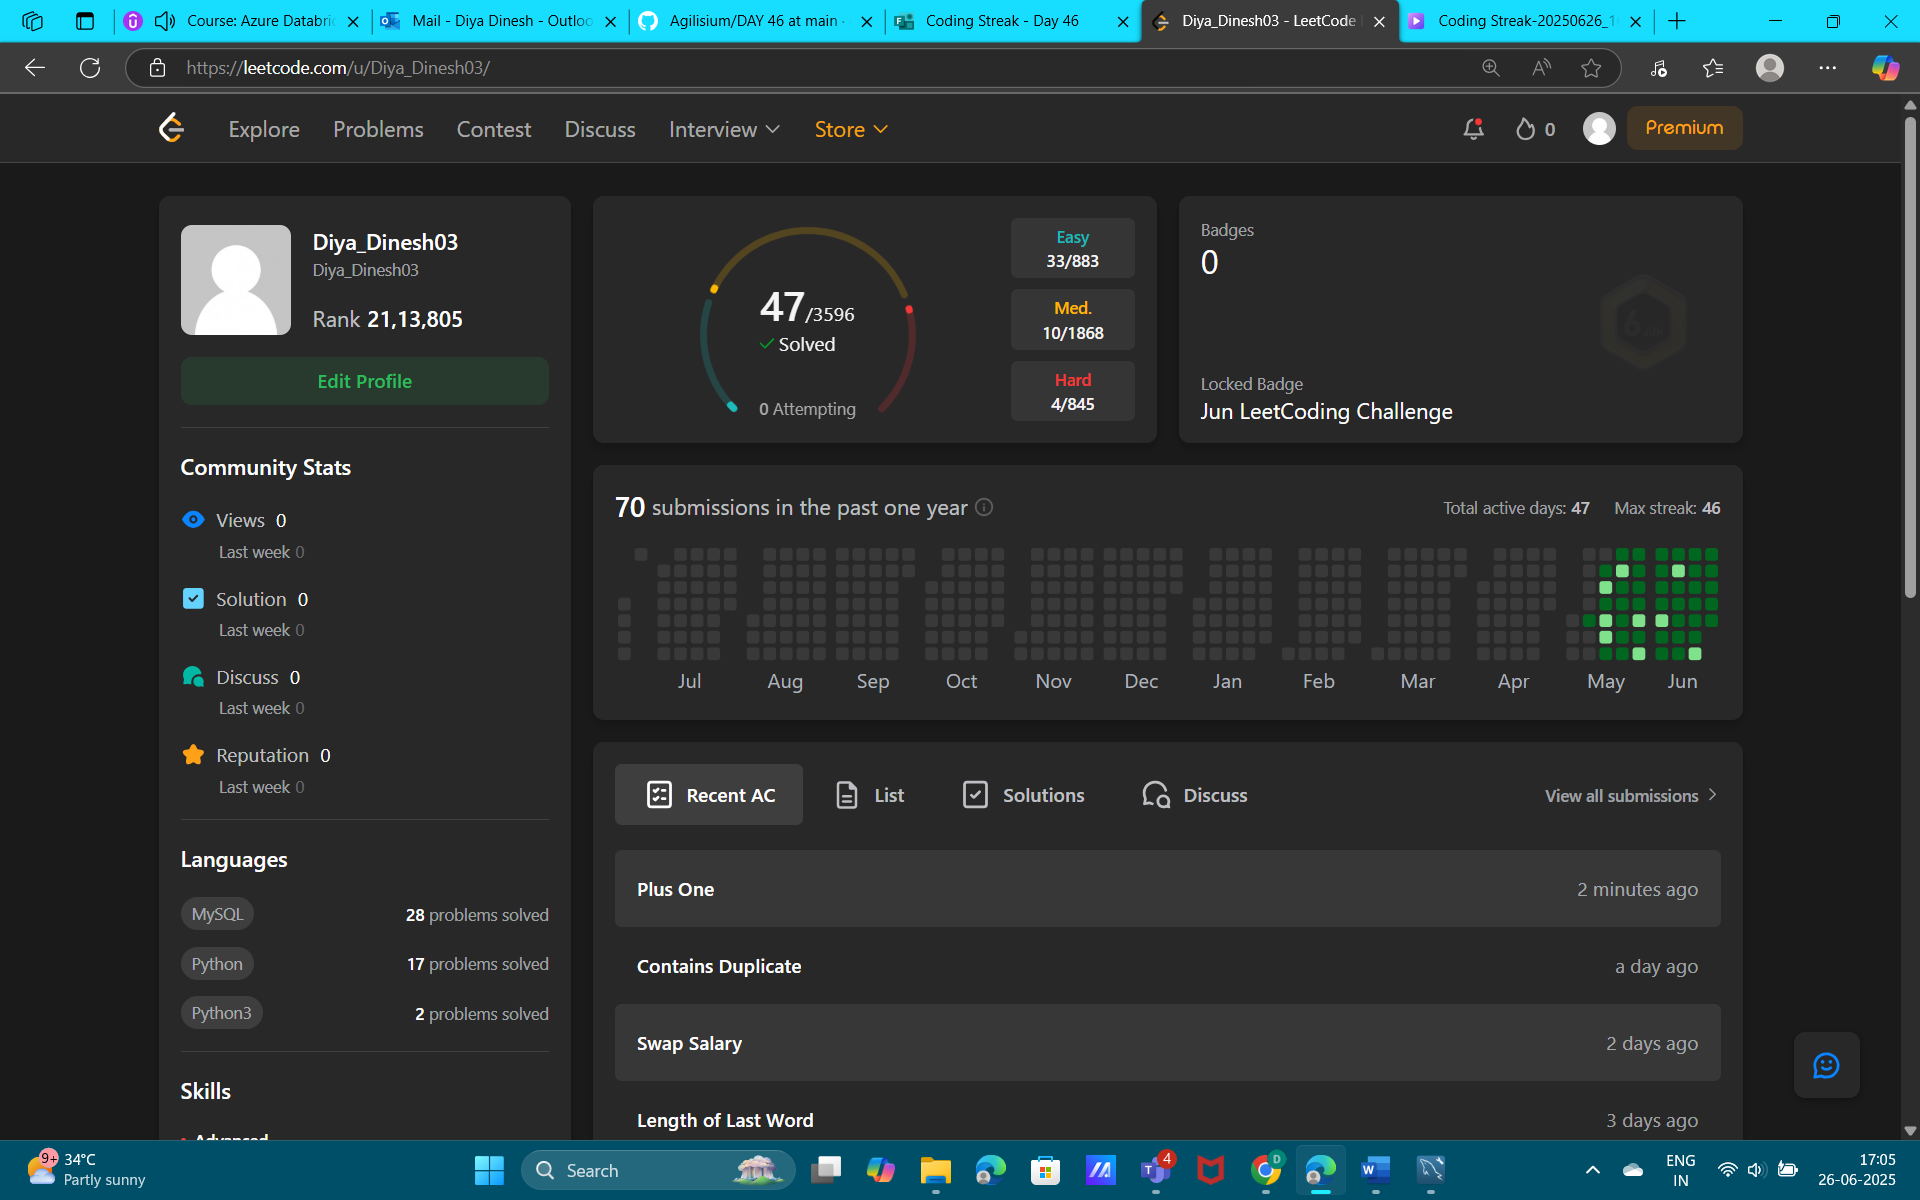 Course: Azure Databri
Mail - Diya Dinesh - Outloo
Agilisium/DAY 46 at main ·
Coding Streak - Day 46
Diya_Dinesh03 - LeetCode
Coding Streak-20250626_1
https://leetcode.com/u/Diya_Dinesh03/
Explore
Problems
Contest
Discuss
Interview
Store
0
Premium
Diya_Dinesh03
Diya_Dinesh03
Rank 21,13,805
Edit Profile
Community Stats
Views 0
Last week 0
Solution 0
Last week 0
Discuss 0
Last week 0
Reputation 0
Last week 0
Languages
MySQL 28 problems solved
Python 17 problems solved
Python3 2 problems solved
Skills
Advanced
47/3596
Solved
0 Attempting
Easy
33/883
Med.
10/1868
Hard
4/845
Badges
0
Locked Badge
Jun LeetCoding Challenge
70 submissions in the past one year
Total active days: 47 Max streak: 46
Jul Aug Sep Oct Nov Dec Jan Feb Mar Apr May Jun
Recent AC
List
Solutions
Discuss
View all submissions
Plus One 2 minutes ago
Contains Duplicate a day ago
Swap Salary 2 days ago
Length of Last Word 3 days ago
9+
34°C
Partly sunny
Search
4
D
ENG
IN
17:05
26-06-2025